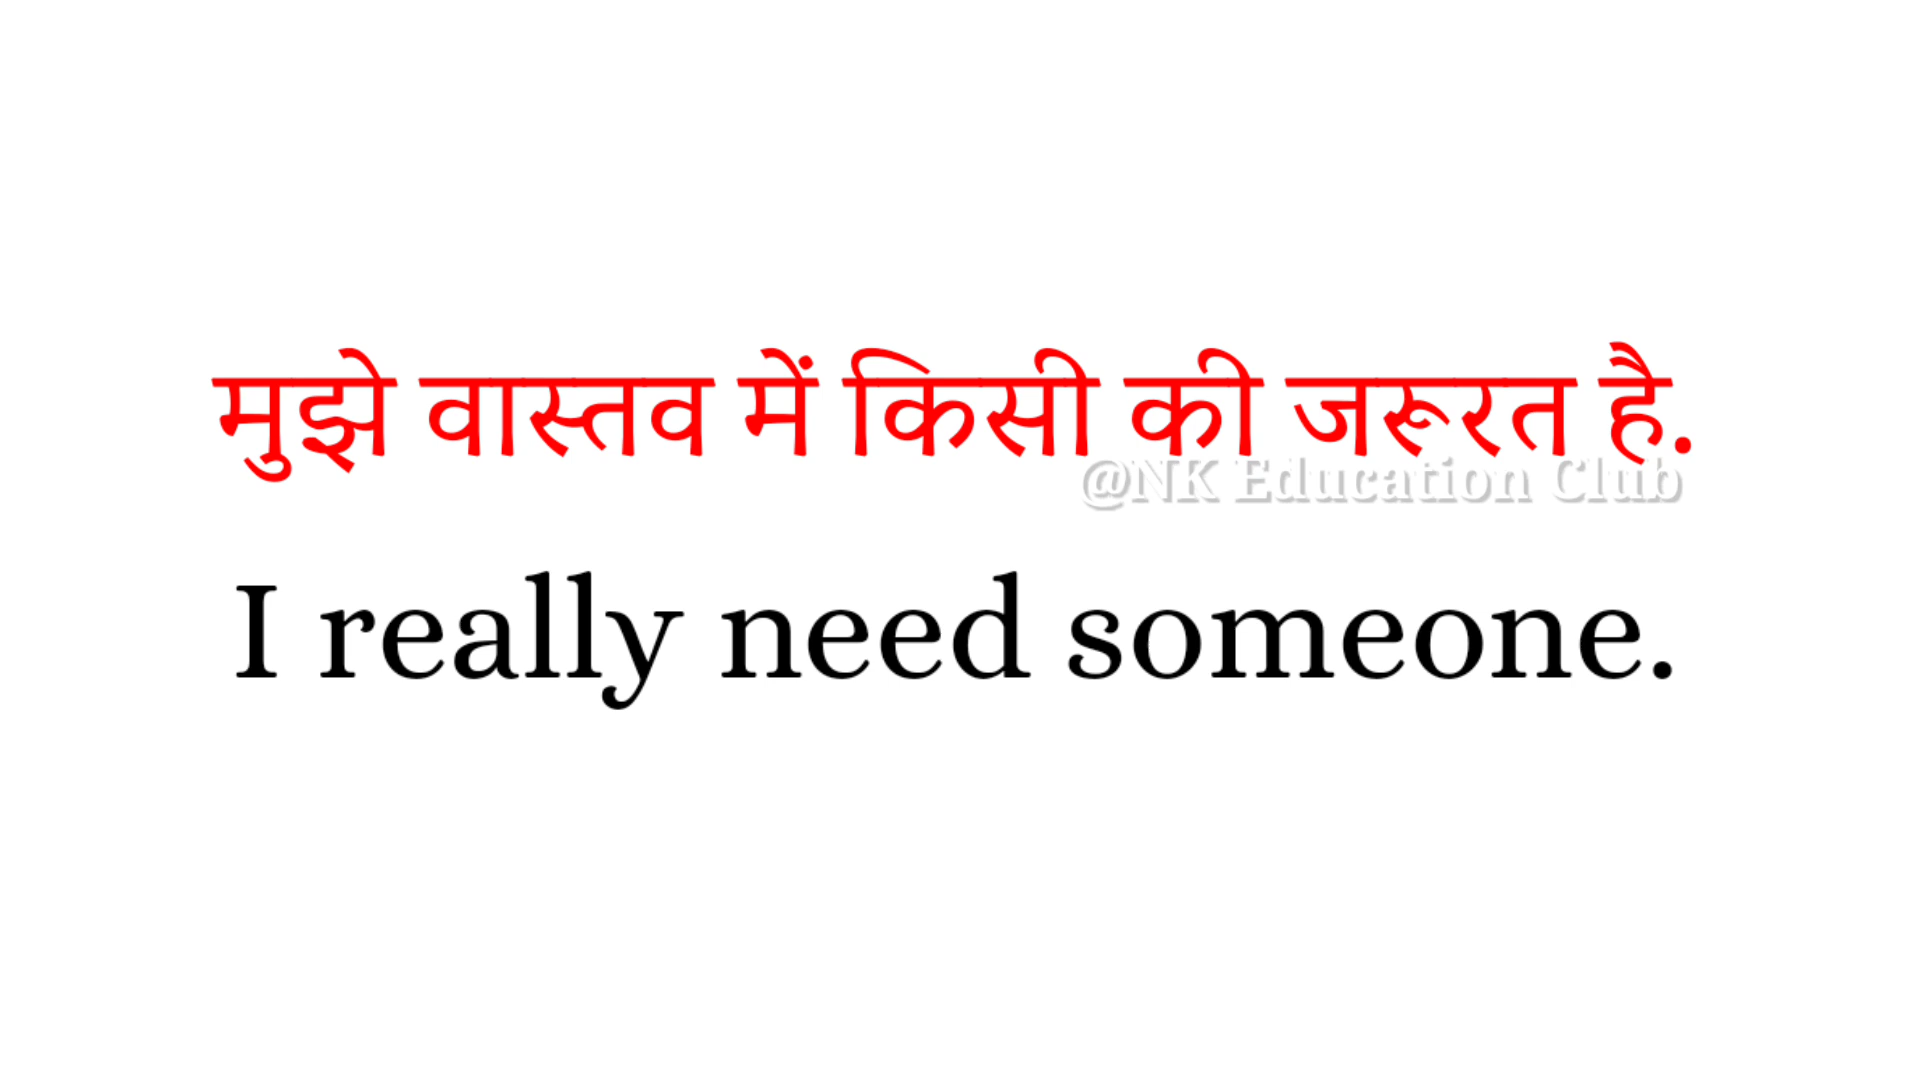 मुझे वास्तव में किसी की जरूरत है.
@NK Education Club
I really need someone.